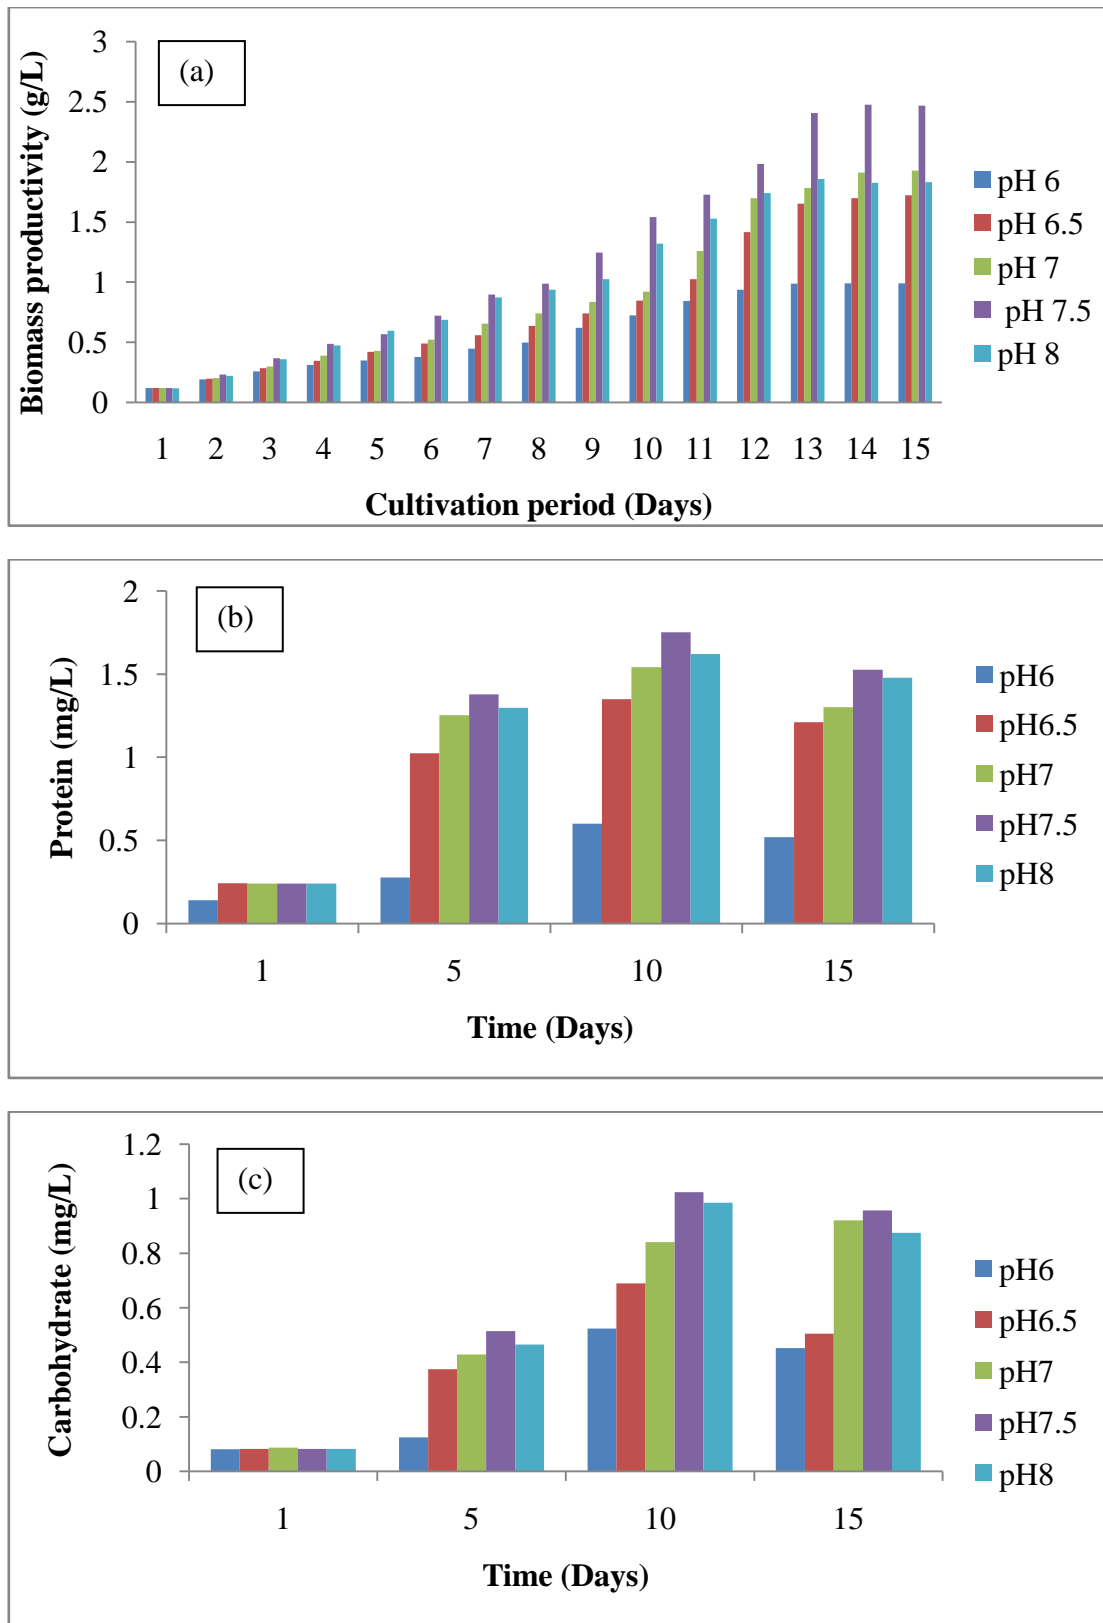 (a)
Biomass productivity (g/L)
3
2.5
2
1.5
1
0.5
0
1 2 3 4 5 6 7 8 9 10 11 12 13 14 15
Cultivation period (Days)
pH 6
pH 6.5
pH 7
pH 7.5
pH 8
(b)
Protein (mg/L)
2
1.5
1
0.5
0
1 5 10 15
Time (Days)
pH6
pH6.5
pH7
pH7.5
pH8
(c)
Carbohydrate (mg/L)
1.2
1
0.8
0.6
0.4
0.2
0
1 5 10 15
Time (Days)
pH6
pH6.5
pH7
pH7.5
pH8